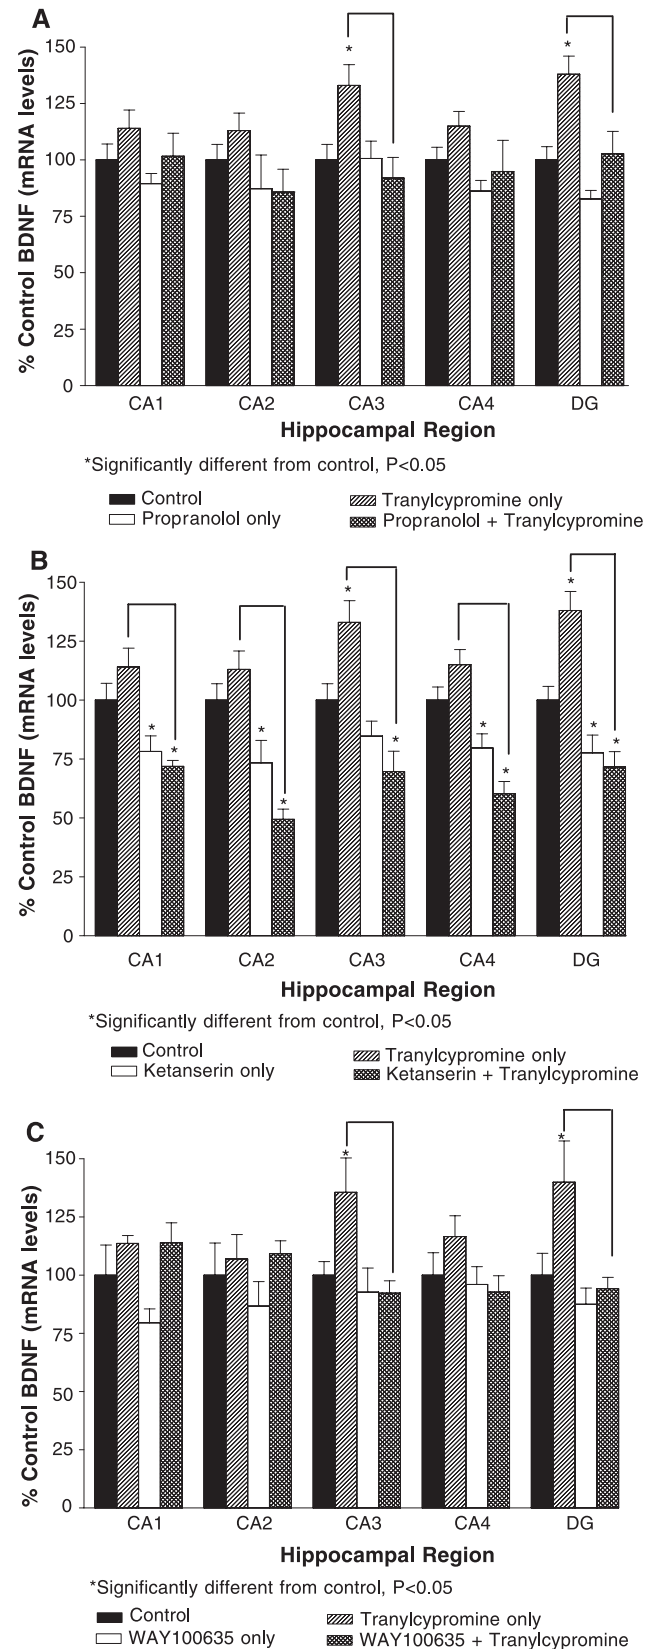 A
% Control BDNF (mRNA levels)
150
125
100
75
50
25
0
*
*
CA1 CA2 CA3 CA4 DG
Hippocampal Region
*Significantly different from control, P<0.05
Control Tranylcypromine only
Propranolol only Propranolol + Tranylcypromine
B
% Control BDNF (mRNA levels)
150
125
100
75
50
25
0
* *
* *
* *
* *
* * *
CA1 CA2 CA3 CA4 DG
Hippocampal Region
*Significantly different from control, P<0.05
Control Tranylcypromine only
Ketanserin only Ketanserin + Tranylcypromine
C
% Control BDNF (mRNA levels)
150
125
100
75
50
25
0
*
*
CA1 CA2 CA3 CA4 DG
Hippocampal Region
*Significantly different from control, P<0.05
Control Tranylcypromine only
WAY100635 only WAY100635 + Tranylcypromine